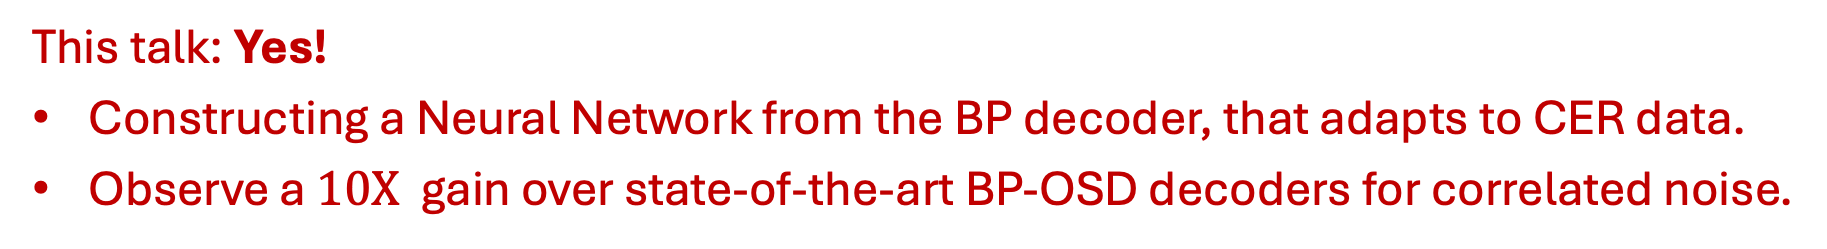 This talk: Yes!
• Constructing a Neural Network from the BP decoder, that adapts to CER data.
• Observe a 10X gain over state-of-the-art BP-OSD decoders for correlated noise.